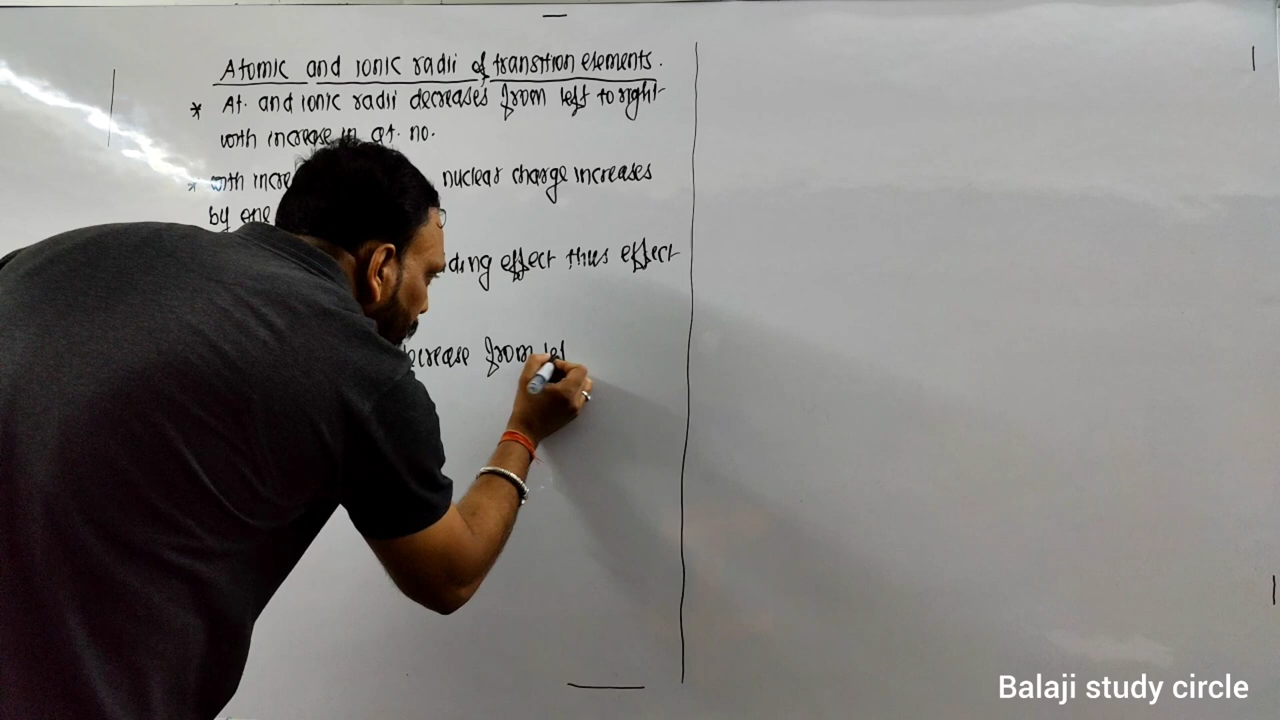 Atomic and ionic radii of transition elements.
* At. and ionic radii decreases from left to right
with increase in at. no.
* with incre nuclear charge increases
by one
ding effect thus effect
decrease from lef
Balaji study circle